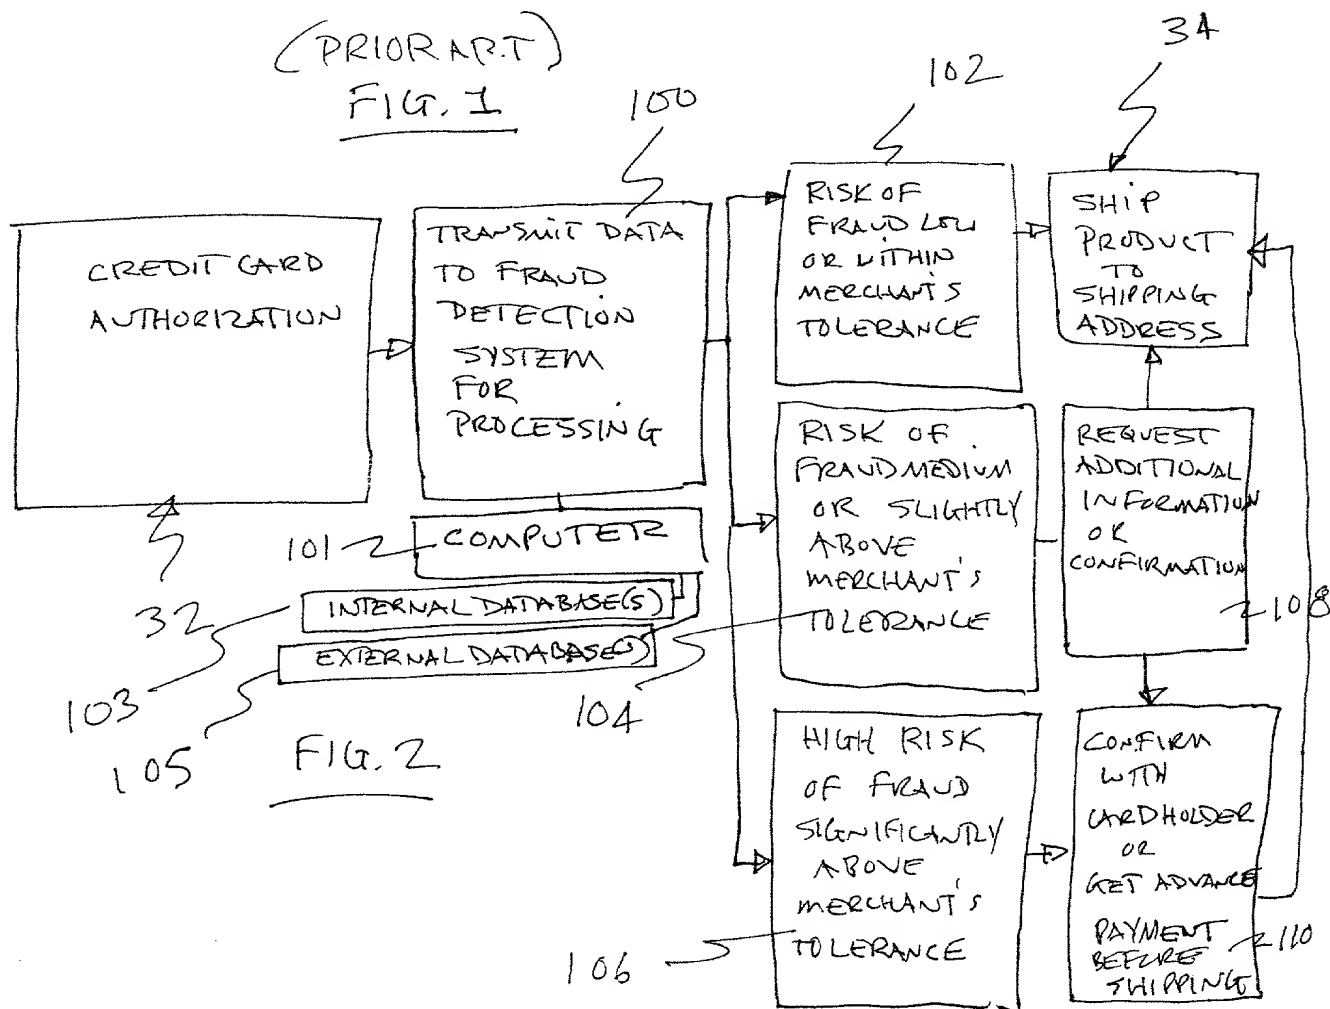 (PRIOR ART)
FIG. 1
100
102
34
CREDIT CARD
AUTHORIZATION
TRANSMIT DATA
TO FRAUD
DETECTION
SYSTEM
FOR
PROCESSING
RISK OF
FRAUD LOW
OR WITHIN
MERCHANT'S
TOLERANCE
SHIP
PRODUCT
TO
SHIPPING
ADDRESS
RISK OF
FRAUD MEDIUM
OR SLIGHTLY
ABOVE
MERCHANT'S
TOLERANCE
REQUEST
ADDITIONAL
INFORMATION
OR
CONFIRMATION
108
101
COMPUTER
32
INTERNAL DATABASE(S)
EXTERNAL DATABASE(S)
103
105
104
FIG. 2
HIGH RISK
OF FRAUD
SIGNIFICANTLY
ABOVE
MERCHANT'S
TOLERANCE
106
CONFIRM
WITH
CARDHOLDER
OR
GET ADVANCE
PAYMENT
BEFORE
SHIPPING
110